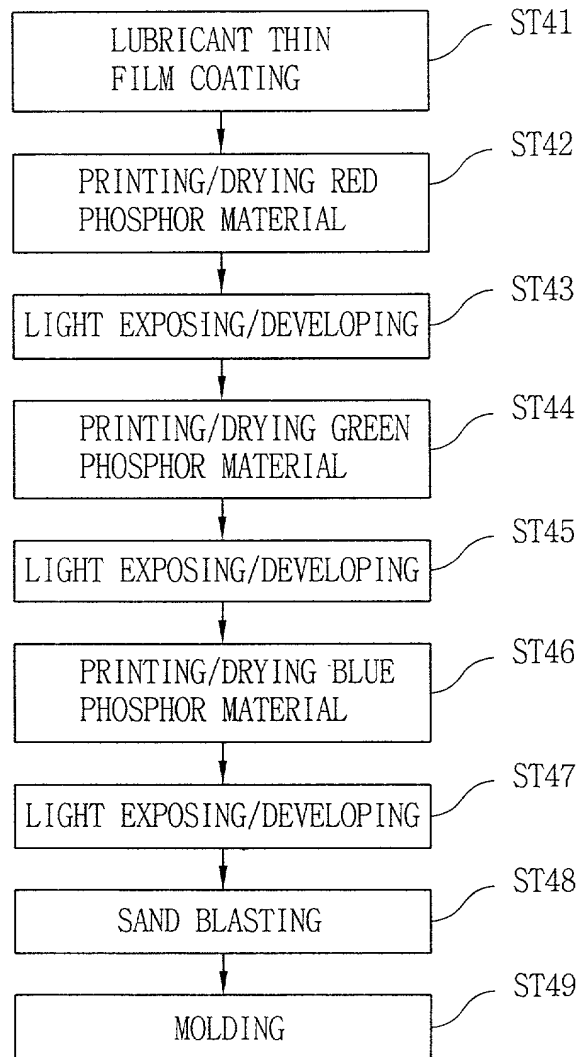 LUBRICANT THIN
FILM COATING
ST41
PRINTING/DRYING RED
PHOSPHOR MATERIAL
ST42
LIGHT EXPOSING/DEVELOPING
ST43
PRINTING/DRYING GREEN
PHOSPHOR MATERIAL
ST44
LIGHT EXPOSING/DEVELOPING
ST45
PRINTING/DRYING BLUE
PHOSPHOR MATERIAL
ST46
LIGHT EXPOSING/DEVELOPING
ST47
SAND BLASTING
ST48
MOLDING
ST49